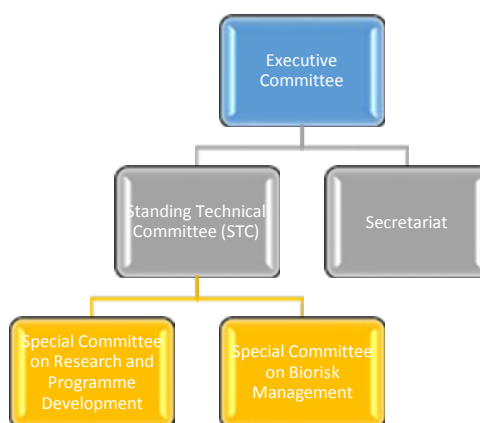 Executive
Committee
Standing Technical
Committee (STC)
Secretariat
Special Committee
on Research and
Programme
Development
Special Committee
on Biorisk
Management